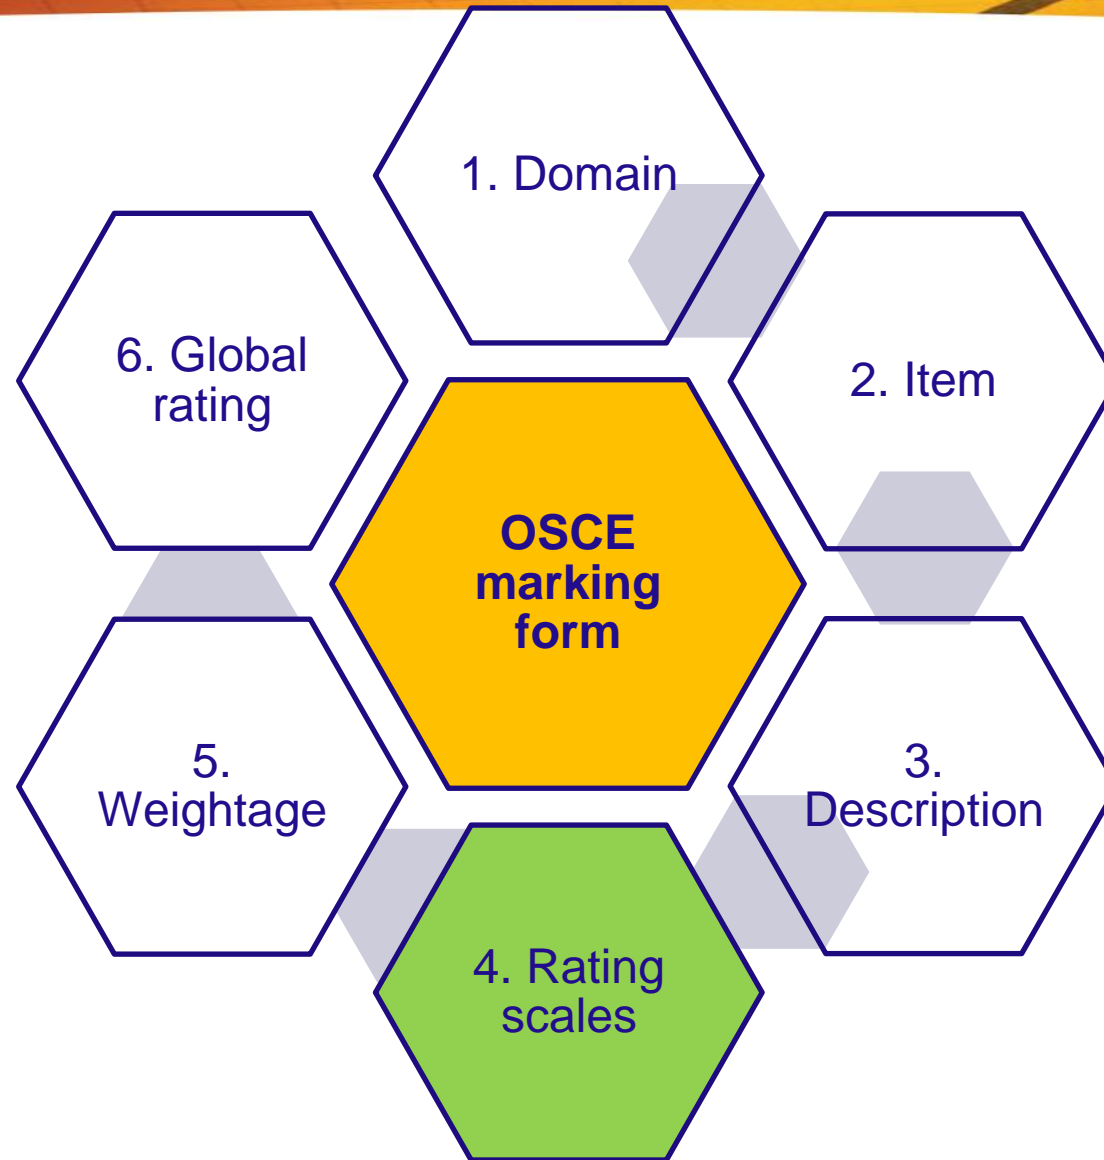 1. Domain
2. Item
3.
Description
4. Rating
scales
5.
Weightage
6. Global
rating
OSCE
marking
form